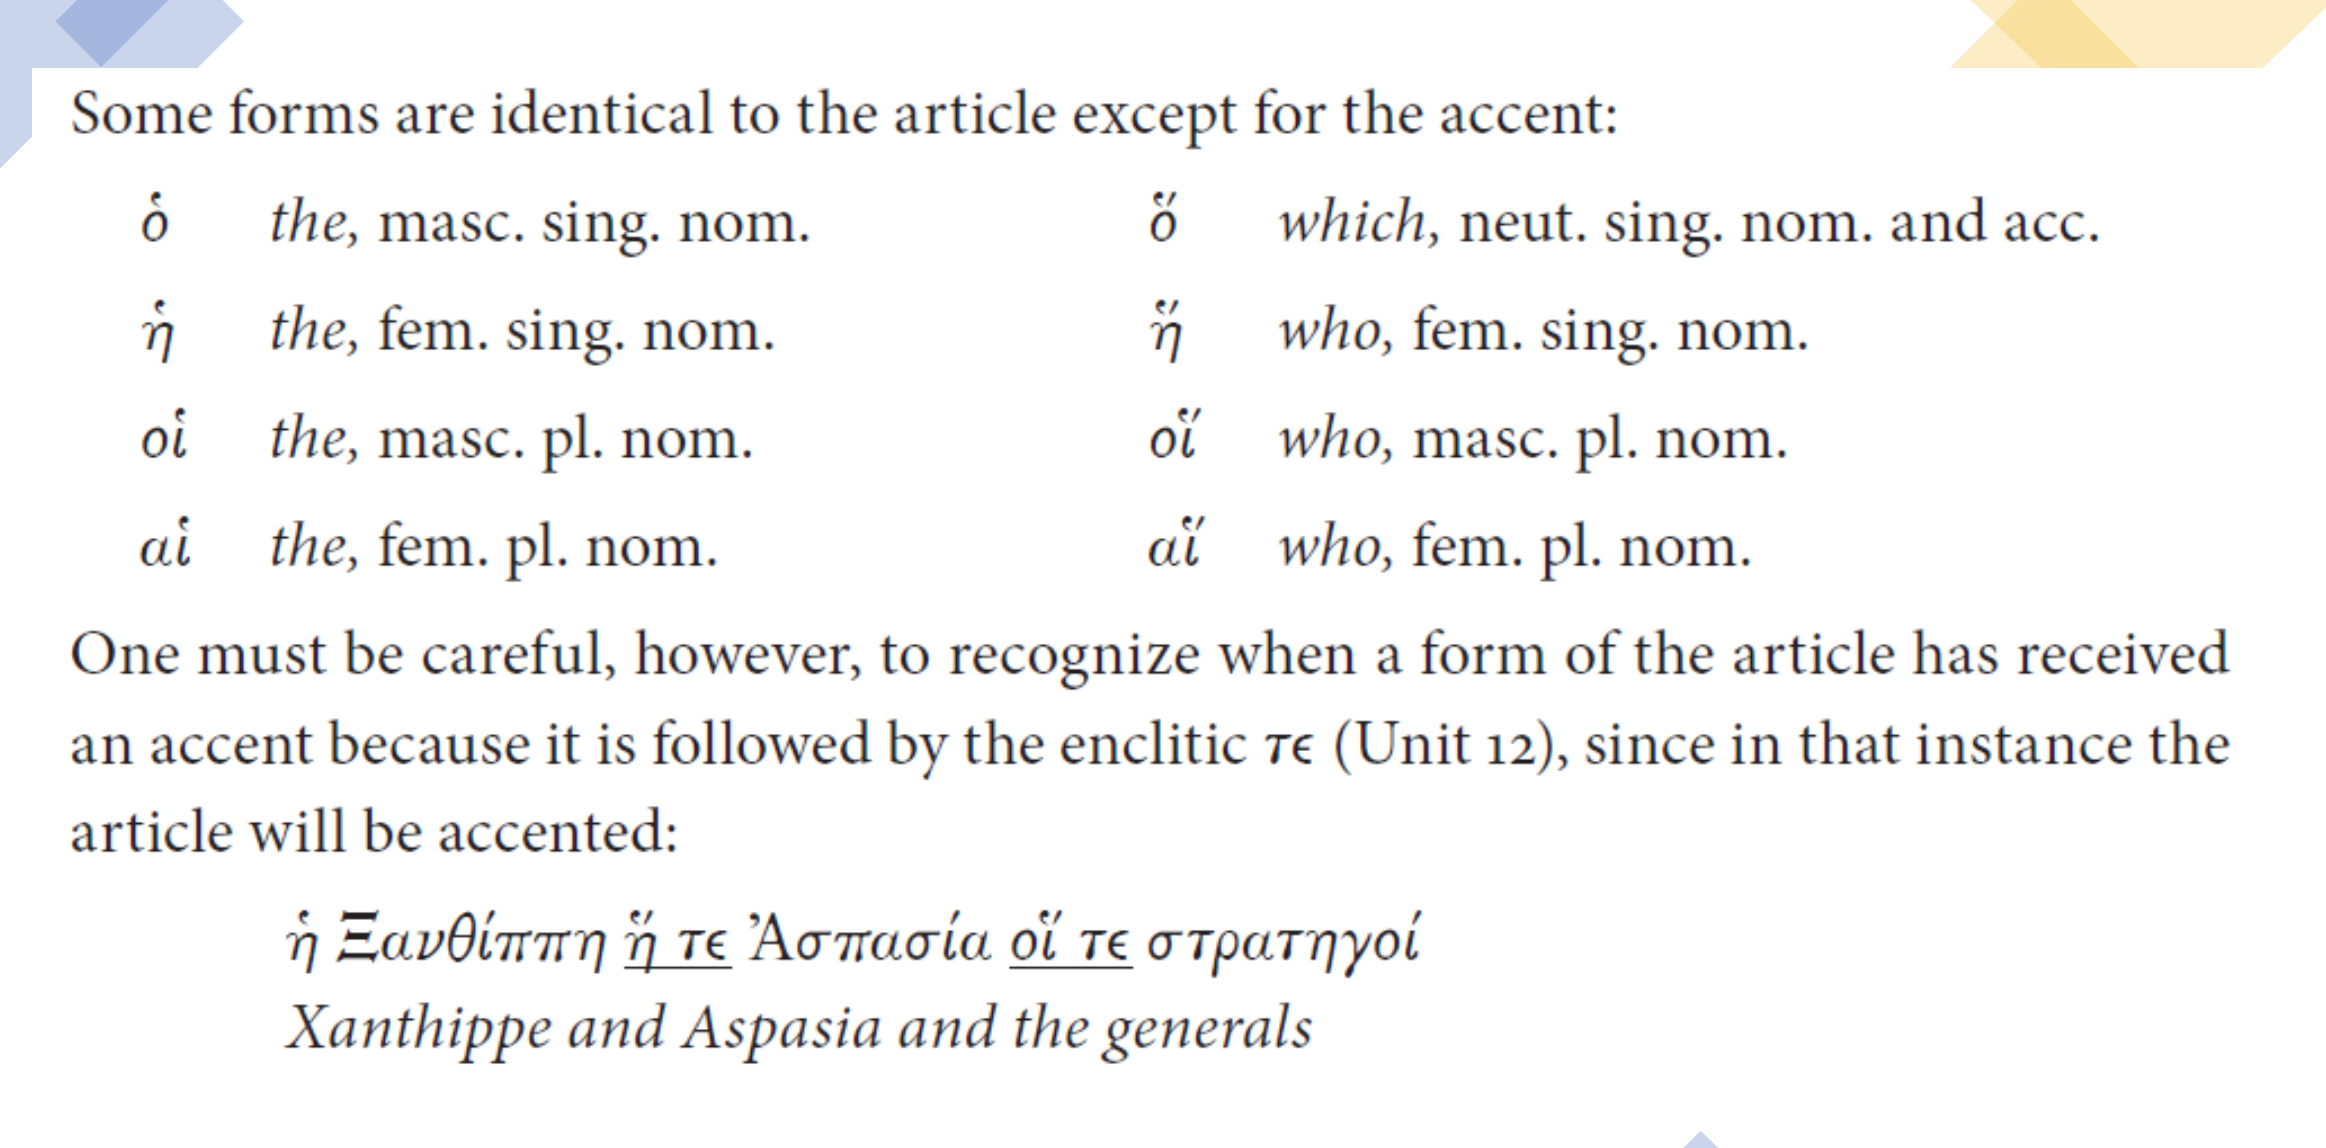 Some forms are identical to the article except for the accent:
ὁ the, masc. sing. nom. ὅ which, neut. sing. nom. and acc.
ἡ the, fem. sing. nom. ἥ who, fem. sing. nom.
οἱ the, masc. pl. nom. οἵ who, masc. pl. nom.
αἱ the, fem. pl. nom. αἵ who, fem. pl. nom.
One must be careful, however, to recognize when a form of the article has received
an accent because it is followed by the enclitic τε (Unit 12), since in that instance the
article will be accented:
ἡ Ξανθίππη ἥ τε Ἀσπασία οἵ τε στρατηγοί
Xanthippe and Aspasia and the generals